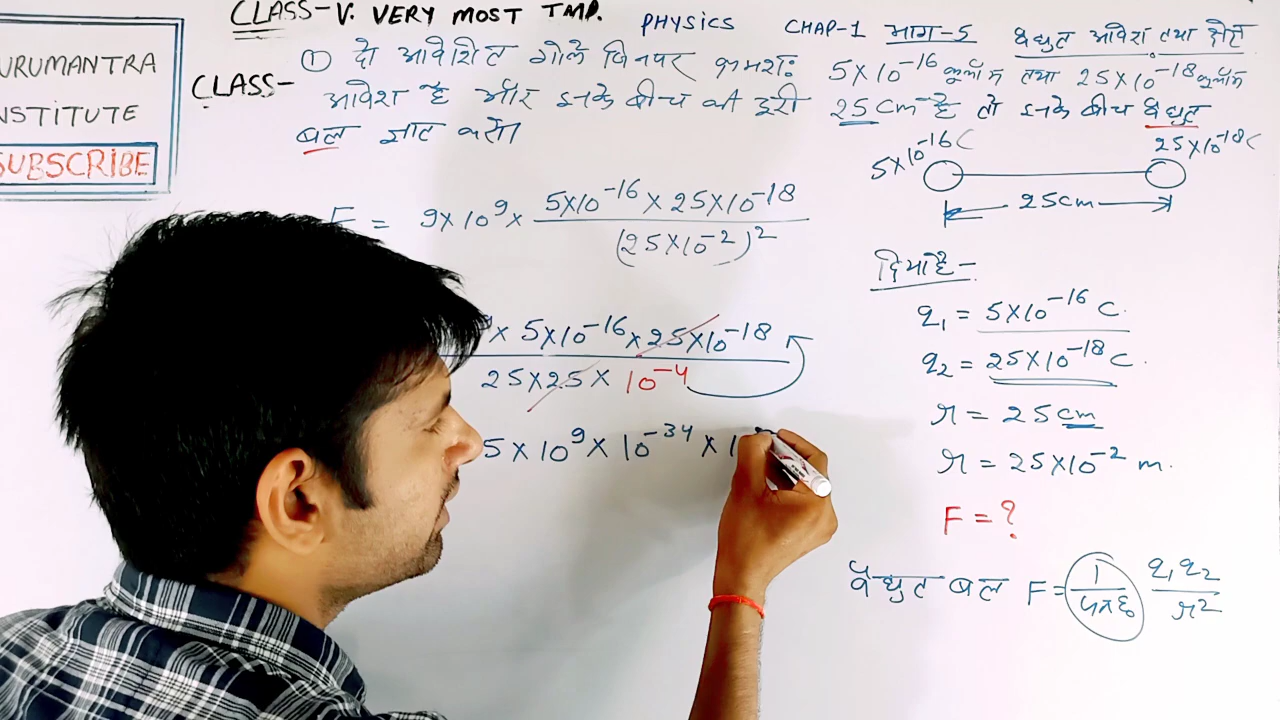 CLASS- V. VERY MOST IMP.
PHYSICS CHAP-1 भाग-5 वैधुत आवेश तथा क्षेत्र
URUMANTRA
NSTITUTE
SUBSCRIBE
CLASS-
① दो आवेशित गोले जिनपर क्रमशः 5×10⁻¹⁶ कूलॉम तथा 25×10⁻¹⁸ कूलॉम
आवेश है और इनके बीच की दूरी 25cm है तो इनके बीच वैधुत
बल ज्ञात करो।
5×10⁻¹⁶C 25×10⁻¹⁸C
25cm
F = 9×10⁹ × 5×10⁻¹⁶ × 25×10⁻¹⁸
(25×10⁻²)²
⁹× 5×10⁻¹⁶ × 25×10⁻¹⁸
25×25× 10⁻⁴
5 × 10⁹ × 10⁻³⁴ × 1
दिया है-
q₁ = 5×10⁻¹⁶ C.
q₂ = 25×10⁻¹⁸ C.
r = 25 cm
r = 25×10⁻² m.
F = ?
वैधुत बल F = 1/4πε q₁q₂/r²